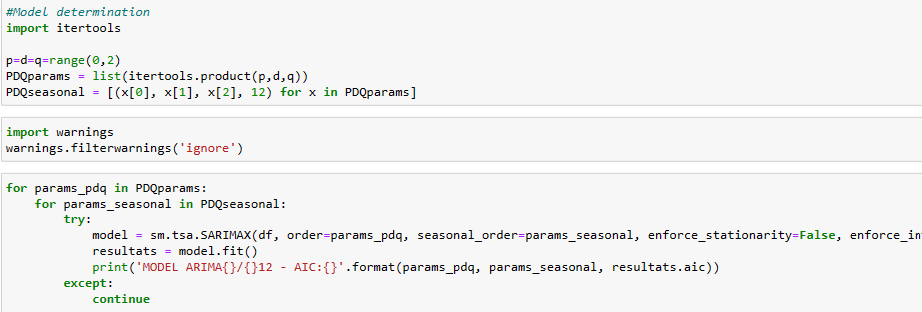 #Model determination
import itertools

p=d=q=range(0,2)
PDQparams = list(itertools.product(p,d,q))
PDQseasonal = [(x[0], x[1], x[2], 12) for x in PDQparams]

import warnings
warnings.filterwarnings('ignore')

for params_pdq in PDQparams:
    for params_seasonal in PDQseasonal:
        try:
            model = sm.tsa.SARIMAX(df, order=params_pdq, seasonal_order=params_seasonal, enforce_stationarity=False,
            resultats = model.fit()
            print('MODEL ARIMA{}/{}12 - AIC:{}'.format(params_pdq, params_seasonal, resultats.aic))
        except:
            continue